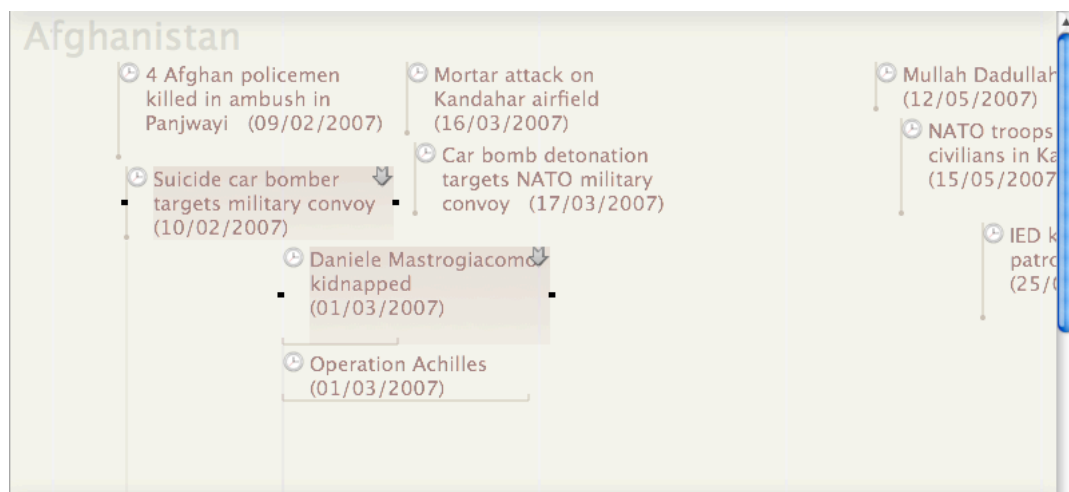 Afghanistan
4 Afghan policemen
killed in ambush in
Panjwayi (09/02/2007)
Mortar attack on
Kandahar airfield
(16/03/2007)
Mullah Dadullah
(12/05/2007)
NATO troops
civilians in Ka
(15/05/2007
Car bomb detonation
targets NATO military
convoy (17/03/2007)
Suicide car bomber
targets military convoy
(10/02/2007)
IED k
patro
(25/0
Daniele Mastrogiacomo
kidnapped
(01/03/2007)
Operation Achilles
(01/03/2007)